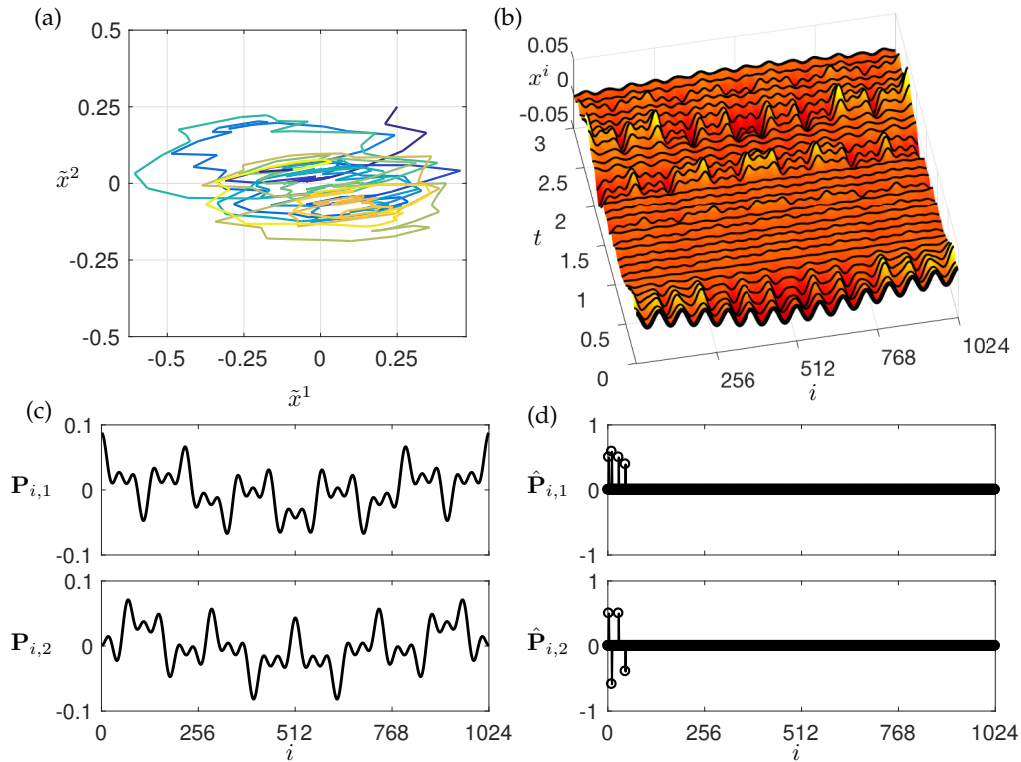 (a)
0.5
0.25
x̃²
0
-0.25
-0.5
-0.5 -0.25 0 0.25
x̃¹
(b)
0.05
xⁱ 0
-0.05
3
2.5
2
t
1.5
1
0.5
0
256
512
768
1024
i
(c)
0.1
P_{i,1} 0
-0.1
0.1
P_{i,2} 0
-0.1
0 256 512 768 1024
i
(d)
1
P̂_{i,1} 0
-1
1
P̂_{i,2} 0
-1
0 256 512 768 1024
i